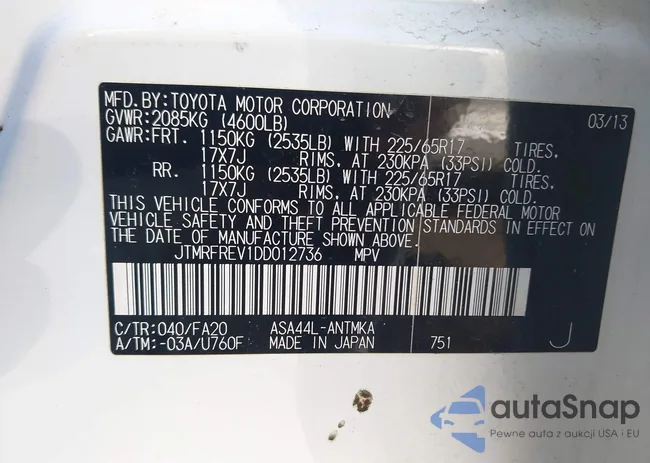 MFD. BY: TOYOTA MOTOR CORPORATION 03/13
GVWR: 2085KG (4600LB)
GAWR: FRT. 1150KG (2535LB) WITH 225/65R17 TIRES,
17X7J RIMS, AT 230KPA (33PSI) COLD.
RR. 1150KG (2535LB) WITH 225/65R17 TIRES,
17X7J RIMS, AT 230KPA (33PSI) COLD.
THIS VEHICLE CONFORMS TO ALL APPLICABLE FEDERAL MOTOR
VEHICLE SAFETY AND THEFT PREVENTION STANDARDS IN EFFECT ON
THE DATE OF MANUFACTURE SHOWN ABOVE.
JTMRFREV1DD012736 MPV
C/TR: 040/FA20 ASA44L-ANTMKA
A/TM: -03A/U760F MADE IN JAPAN 751 J
autaSnap
Pewne auta z aukcji USA i EU